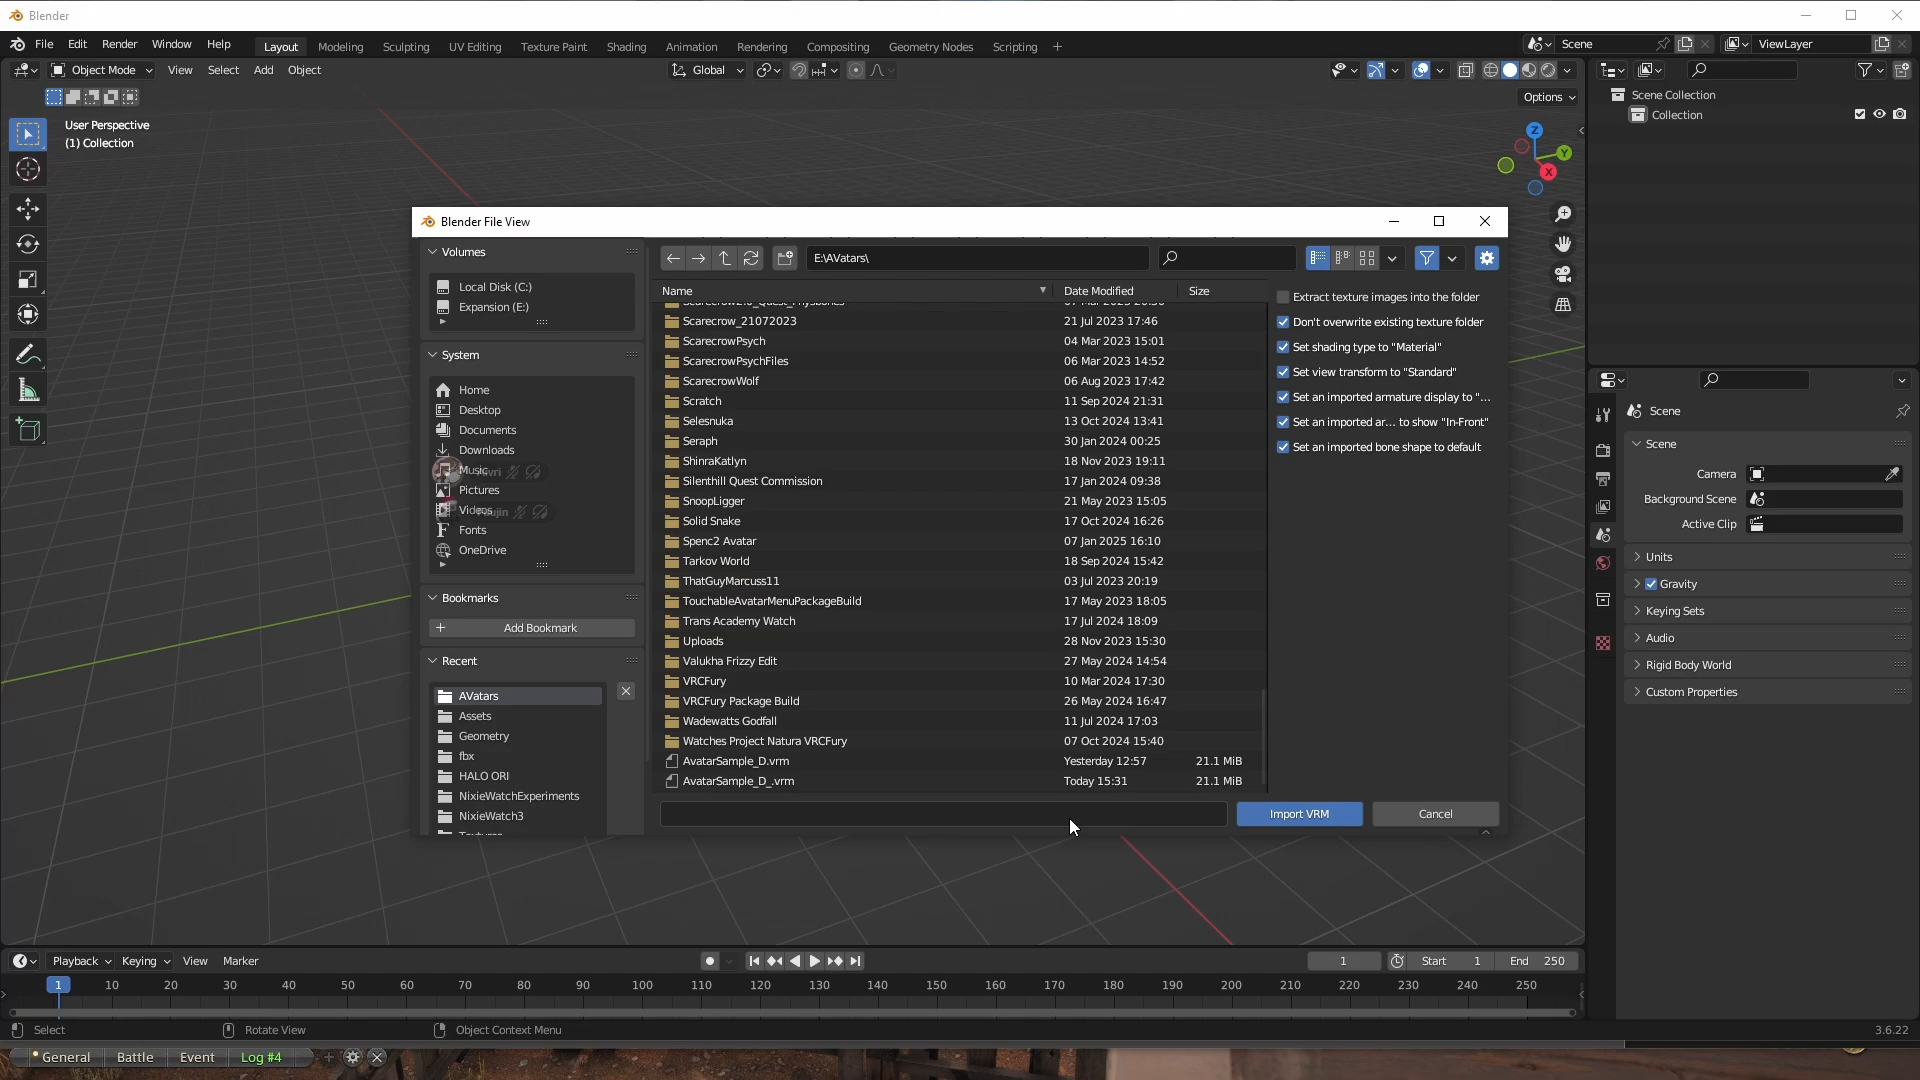 Blender
File Edit Render Window Help Layout Modeling Sculpting UV Editing Texture Paint Shading Animation Rendering Compositing Geometry Nodes Scripting + Scene ViewLayer
Object Mode View Select Add Object Global
Options
User Perspective
(1) Collection
Z
Y
X
Scene Collection
Collection
Blender File View
Volumes
Local Disk (C:)
Expansion (E:)
System
Home
Desktop
Documents
Downloads
Music
Pictures
Videos
Fonts
OneDrive
Bookmarks
+ Add Bookmark
Recent
AVatars
Assets
Geometry
fbx
HALO ORI
NixieWatchExperiments
NixieWatch3
E:\AVatars\
Name Date Modified Size
Scarecrow_21072023 21 Jul 2023 17:46
ScarecrowPsych 04 Mar 2023 15:01
ScarecrowPsychFiles 06 Mar 2023 14:52
ScarecrowWolf 06 Aug 2023 17:42
Scratch 11 Sep 2024 21:31
Selesnuka 13 Oct 2024 13:41
Seraph 30 Jan 2024 00:25
ShinraKatlyn 18 Nov 2023 19:11
Silenthill Quest Commission 17 Jan 2024 09:38
SnoopLigger 21 May 2023 15:05
Solid Snake 17 Oct 2024 16:26
Spenc2 Avatar 07 Jan 2025 16:10
Tarkov World 18 Sep 2024 15:42
ThatGuyMarcuss11 03 Jul 2023 20:19
TouchableAvatarMenuPackageBuild 17 May 2023 18:05
Trans Academy Watch 17 Jul 2024 18:09
Uploads 28 Nov 2023 15:30
Valukha Frizzy Edit 27 May 2024 14:54
VRCFury 10 Mar 2024 17:30
VRCFury Package Build 26 May 2024 16:47
Wadewatts Godfall 11 Jul 2024 17:03
Watches Project Natura VRCFury 07 Oct 2024 15:40
AvatarSample_D.vrm Yesterday 12:57 21.1 MiB
AvatarSample_D_.vrm Today 15:31 21.1 MiB
Extract texture images into the folder
Don't overwrite existing texture folder
Set shading type to "Material"
Set view transform to "Standard"
Set an imported armature display to "...
Set an imported ar... to show "In-Front"
Set an imported bone shape to default
Import VRM Cancel
Scene
Scene
Camera
Background Scene
Active Clip
Units
Gravity
Keying Sets
Audio
Rigid Body World
Custom Properties
Playback Keying View Marker 1 Start 1 End 250
1 10 20 30 40 50 60 70 80 90 100 110 120 130 140 150 160 170 180 190 200 210 220 230 240 250
Select Rotate View Object Context Menu 3.6.22
General Battle Event Log #4 +